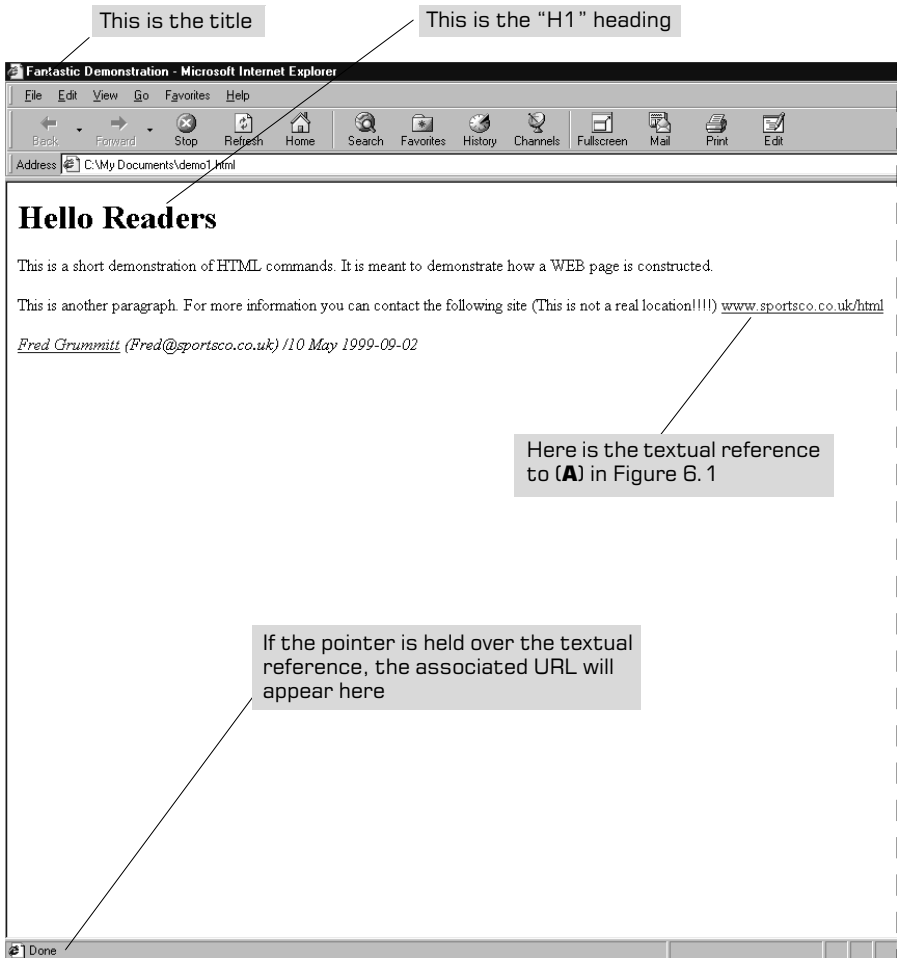 This is the title
This is the “H1” heading
Fantastic Demonstration - Microsoft Internet Explorer
File Edit View Go Favorites Help
Back Forward Stop Refresh Home Search Favorites History Channels Fullscreen Mail Print Edit
Address C:\My Documents\demo1.html
Hello Readers
This is a short demonstration of HTML commands. It is meant to demonstrate how a WEB page is constructed.
This is another paragraph. For more information you can contact the following site (This is not a real location!!!!) www.sportsco.co.uk/html
Fred Grummitt (Fred@sportsco.co.uk) /10 May 1999-09-02
Here is the textual reference
to (A) in Figure 6.1
If the pointer is held over the textual
reference, the associated URL will
appear here
Done